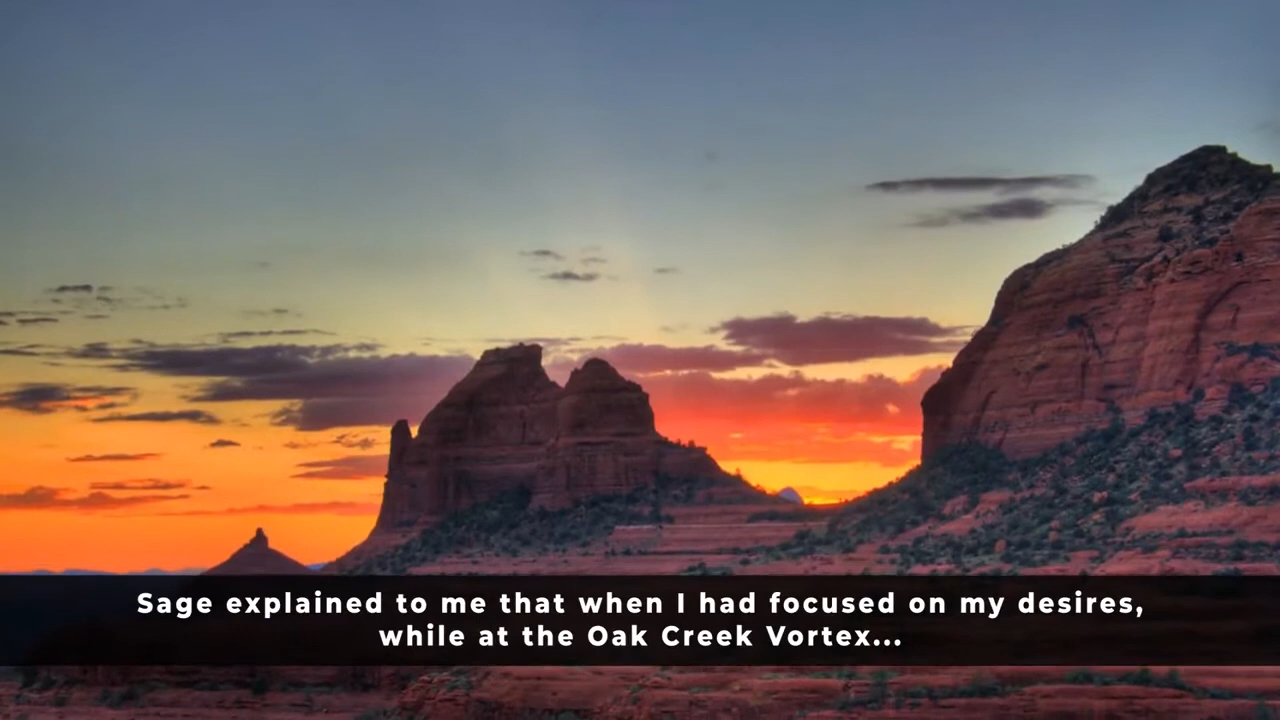 Sage explained to me that when I had focused on my desires,
while at the Oak Creek Vortex...